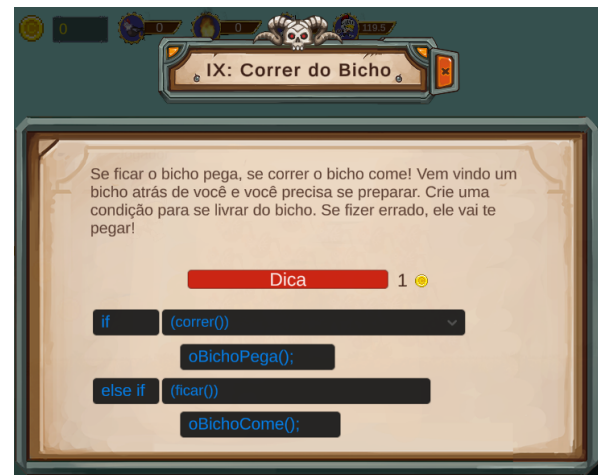 0
0
0
119.5
IX: Correr do Bicho
Se ficar o bicho pega, se correr o bicho come! Vem vindo um
bicho atrás de você e você precisa se preparar. Crie uma
condição para se livrar do bicho. Se fizer errado, ele vai te
pegar!
Dica 1
if (correr())
oBichoPega();
else if (ficar())
oBichoCome();